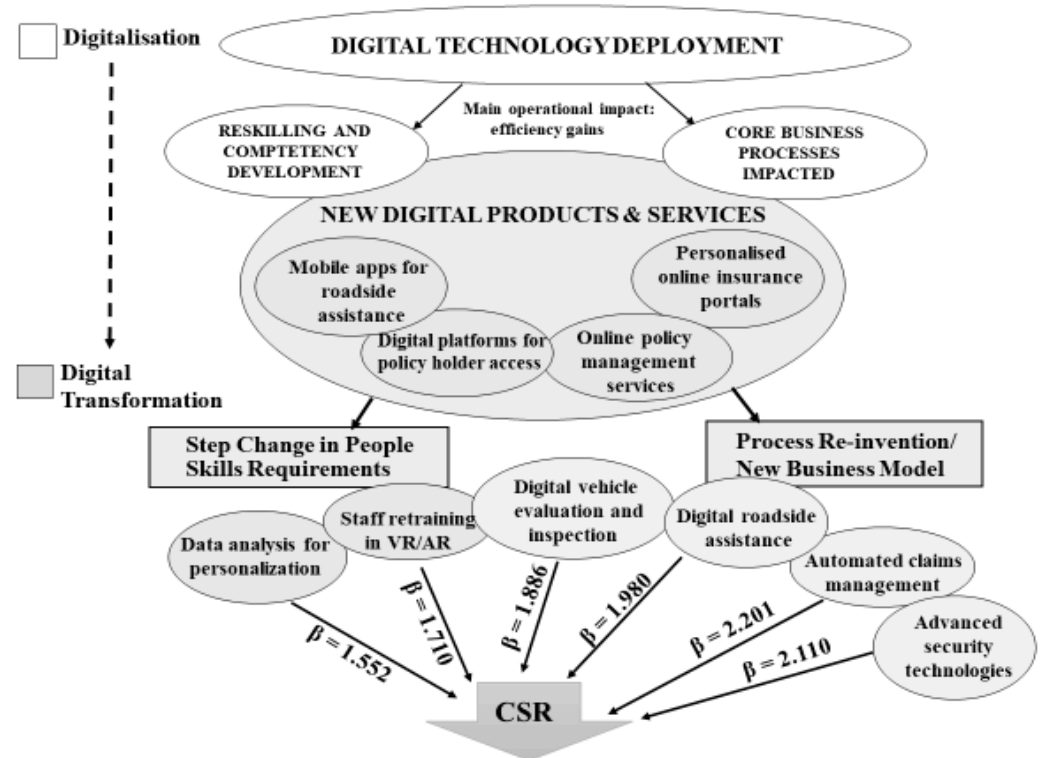 Digitalisation
DIGITAL TECHNOLOGY DEPLOYMENT
Main operational impact:
efficiency gains
RESKILLING AND
COMPTETENCY
DEVELOPMENT
CORE BUSINESS
PROCESSES
IMPACTED
NEW DIGITAL PRODUCTS & SERVICES
Mobile apps for
roadside
assistance
Personalised
online insurance
portals
Digital platforms for
policy holder access
Online policy
management
services
Digital
Transformation
Step Change in People
Skills Requirements
Process Re-invention/
New Business Model
Data analysis for
personalization
Staff retraining
in VR/AR
Digital vehicle
evaluation and
inspection
Digital roadside
assistance
Automated claims
management
Advanced
security
technologies
β = 1.552
β = 1.710
β = 1.886
β = 1.980
β = 2.201
β = 2.110
CSR